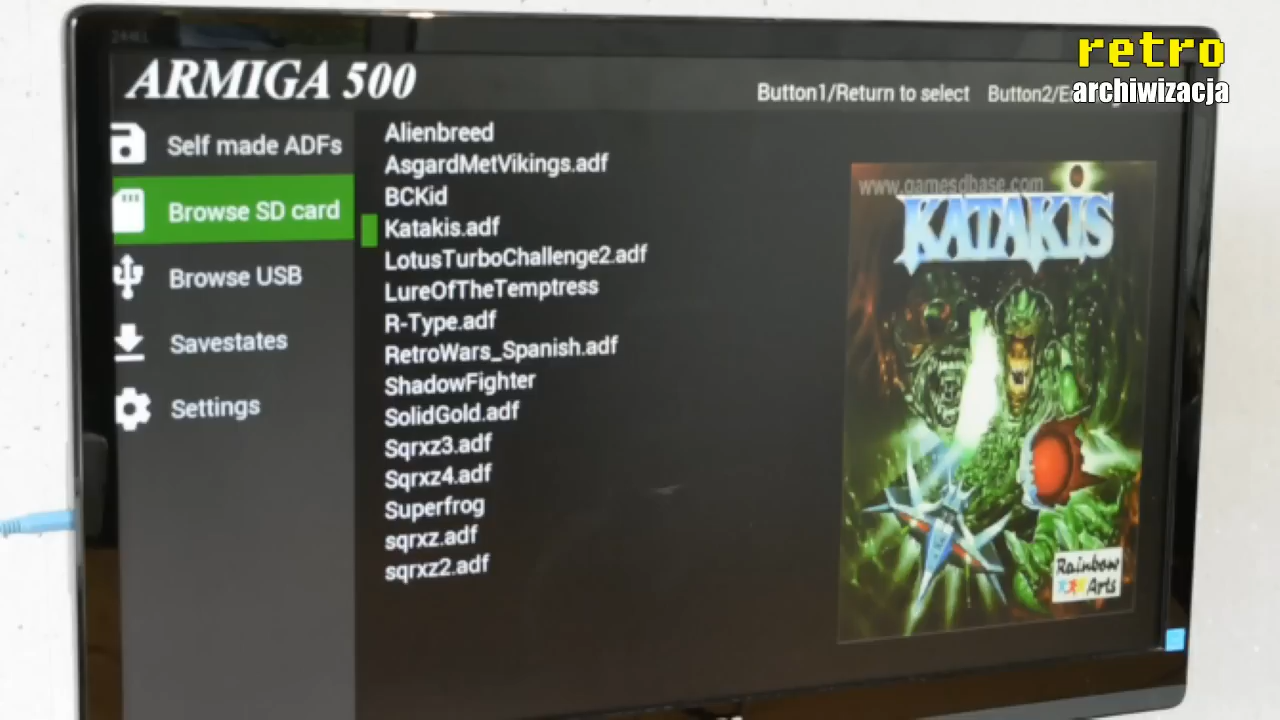 retro
archiwizacja
ARMIGA 500
Button1/Return to select
Button2/E
Self made ADFs
Browse SD card
Browse USB
Savestates
Settings
Alienbreed
AsgardMetVikings.adf
BCKid
Katakis.adf
LotusTurboChallenge2.adf
LureOfTheTemptress
R-Type.adf
RetroWars_Spanish.adf
ShadowFighter
SolidGold.adf
Sqrxz3.adf
Sqrxz4.adf
Superfrog
sqrxz.adf
sqrxz2.adf
www.gamesdbase.com
KATAKIS
Rainbow
Arts